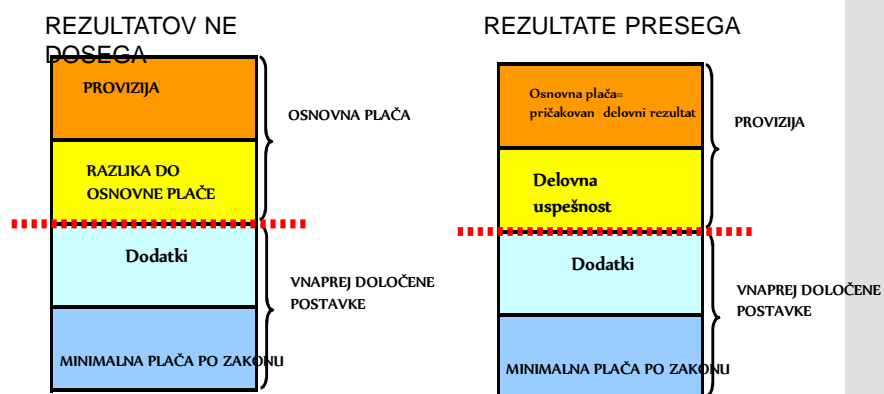 REZULTATOV NE
DOSEGA
PROVIZIJA
OSNOVNA PLAČA
RAZLIKA DO
OSNOVNE PLAČE
Dodatki
VNAPREJ DOLOČENE
POSTAVKE
MINIMALNA PLAČA PO ZAKONU
REZULTATE PRESEGA
Osnovna plača=
pričakovan delovni rezultat
PROVIZIJA
Delovna
uspešnost
Dodatki
VNAPREJ DOLOČENE
POSTAVKE
MINIMALNA PLAČA PO ZAKONU